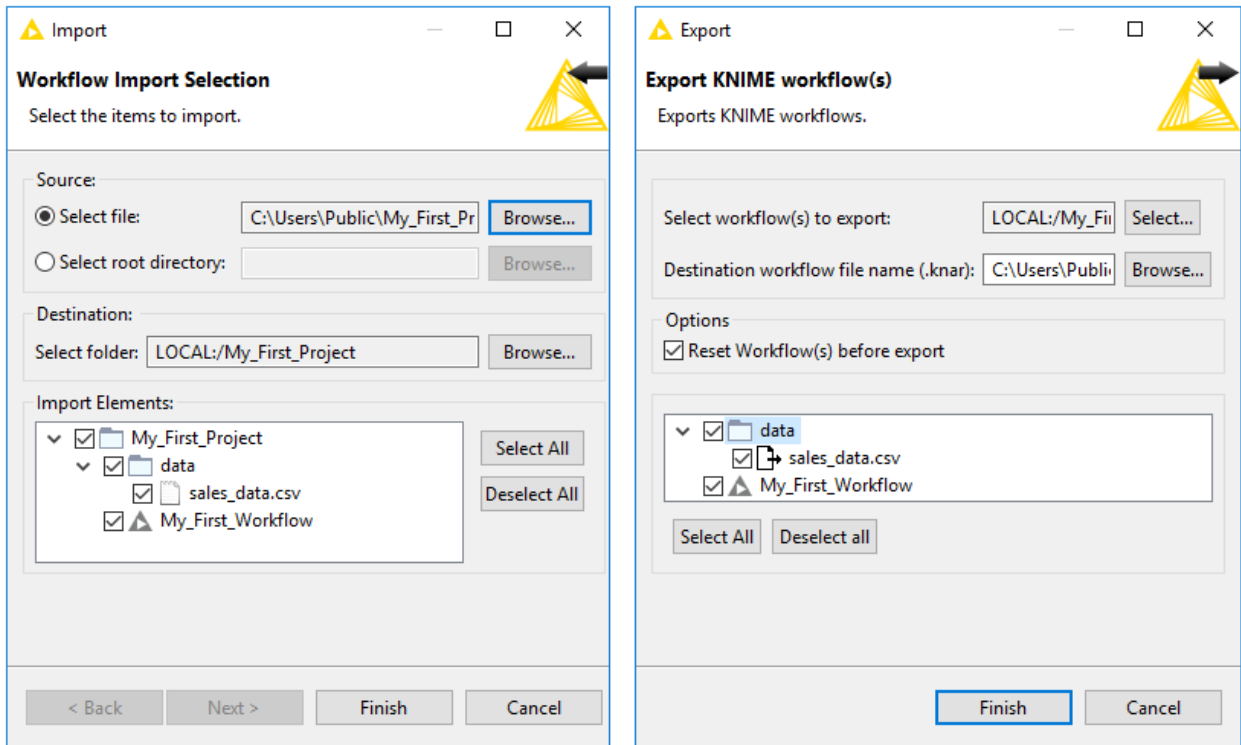 Import
Workflow Import Selection
Select the items to import.
Source:
Select file: C:\Users\Public\My_First_Pr Browse...
Select root directory: Browse...
Destination:
Select folder: LOCAL:/My_First_Project Browse...
Import Elements:
My_First_Project
data
sales_data.csv
My_First_Workflow
Select All
Deselect All
< Back Next > Finish Cancel
Export
Export KNIME workflow(s)
Exports KNIME workflows.
Select workflow(s) to export: LOCAL:/My_Fi Select...
Destination workflow file name (.knar): C:\Users\Publi Browse...
Options
Reset Workflow(s) before export
data
sales_data.csv
My_First_Workflow
Select All Deselect all
Finish Cancel